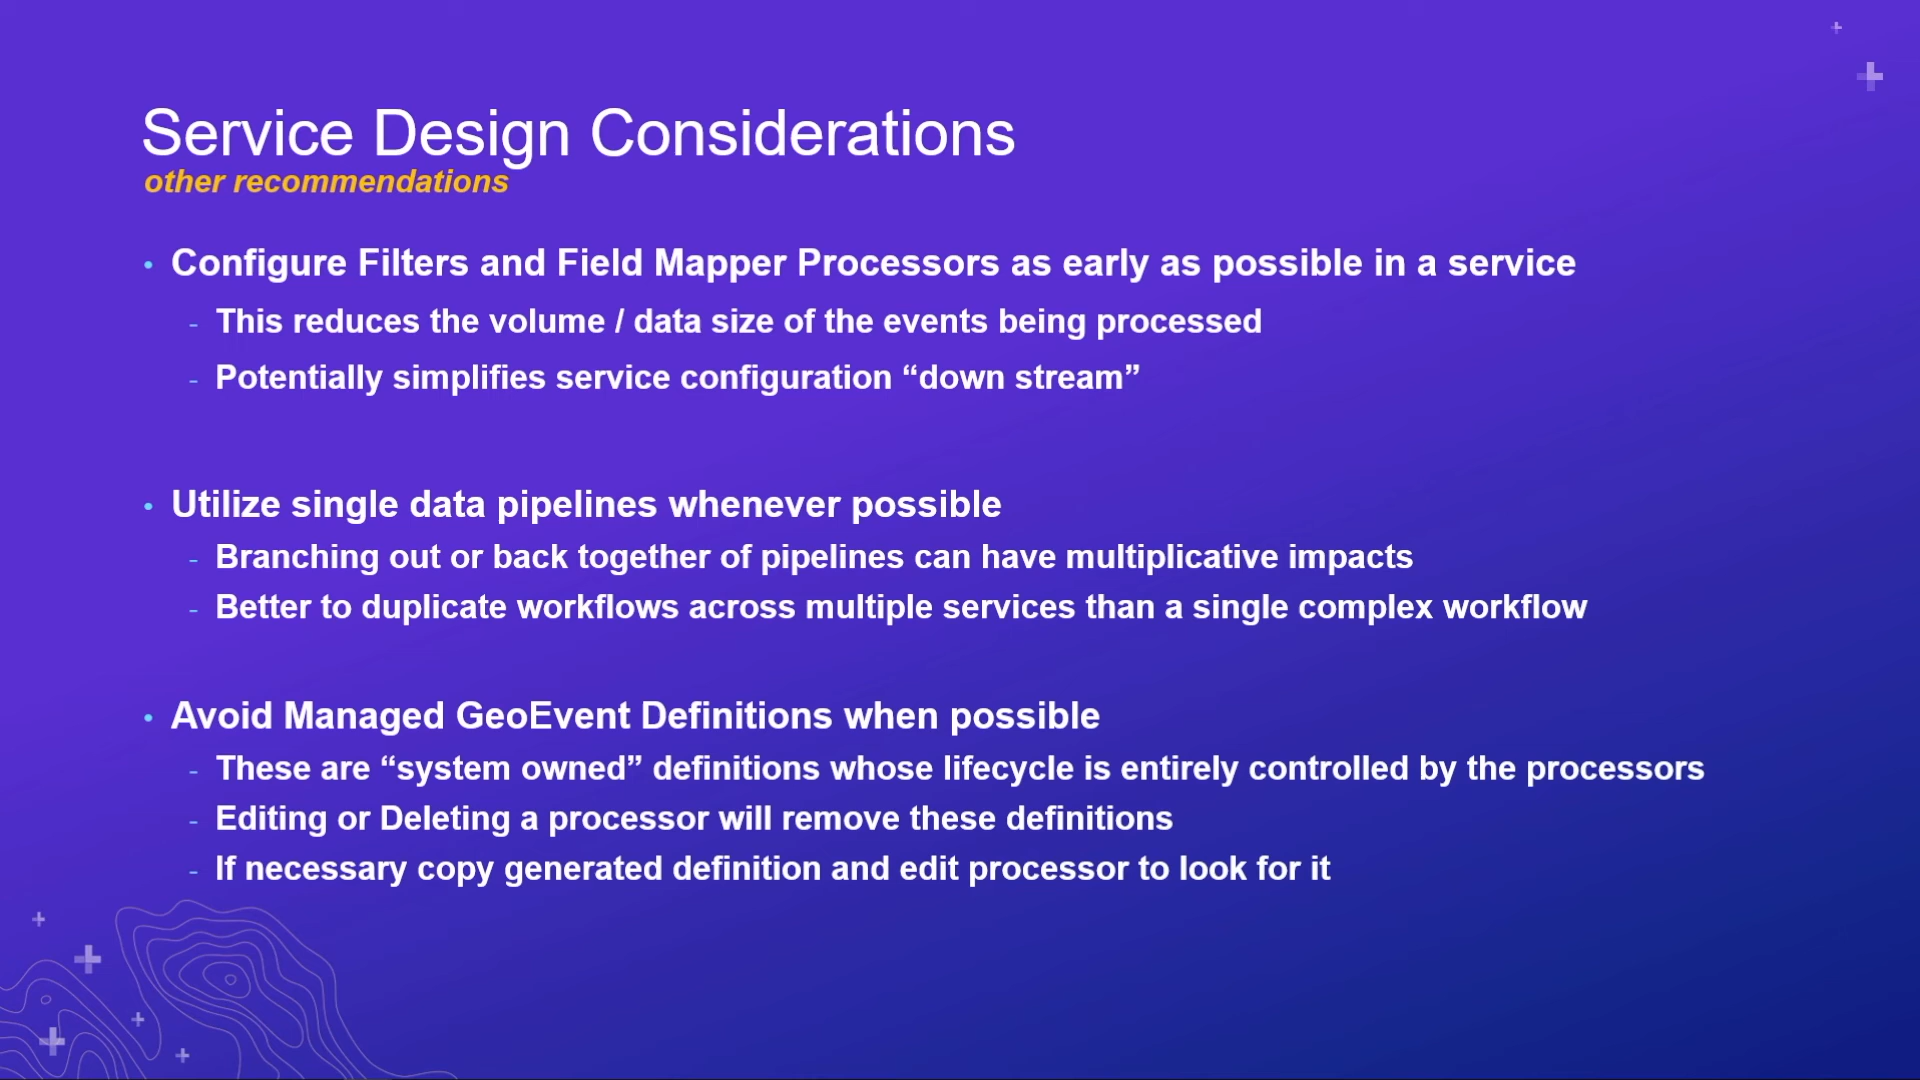 Service Design Considerations
other recommendations
• Configure Filters and Field Mapper Processors as early as possible in a service
- This reduces the volume / data size of the events being processed
- Potentially simplifies service configuration “down stream”
• Utilize single data pipelines whenever possible
- Branching out or back together of pipelines can have multiplicative impacts
- Better to duplicate workflows across multiple services than a single complex workflow
• Avoid Managed GeoEvent Definitions when possible
- These are “system owned” definitions whose lifecycle is entirely controlled by the processors
- Editing or Deleting a processor will remove these definitions
- If necessary copy generated definition and edit processor to look for it